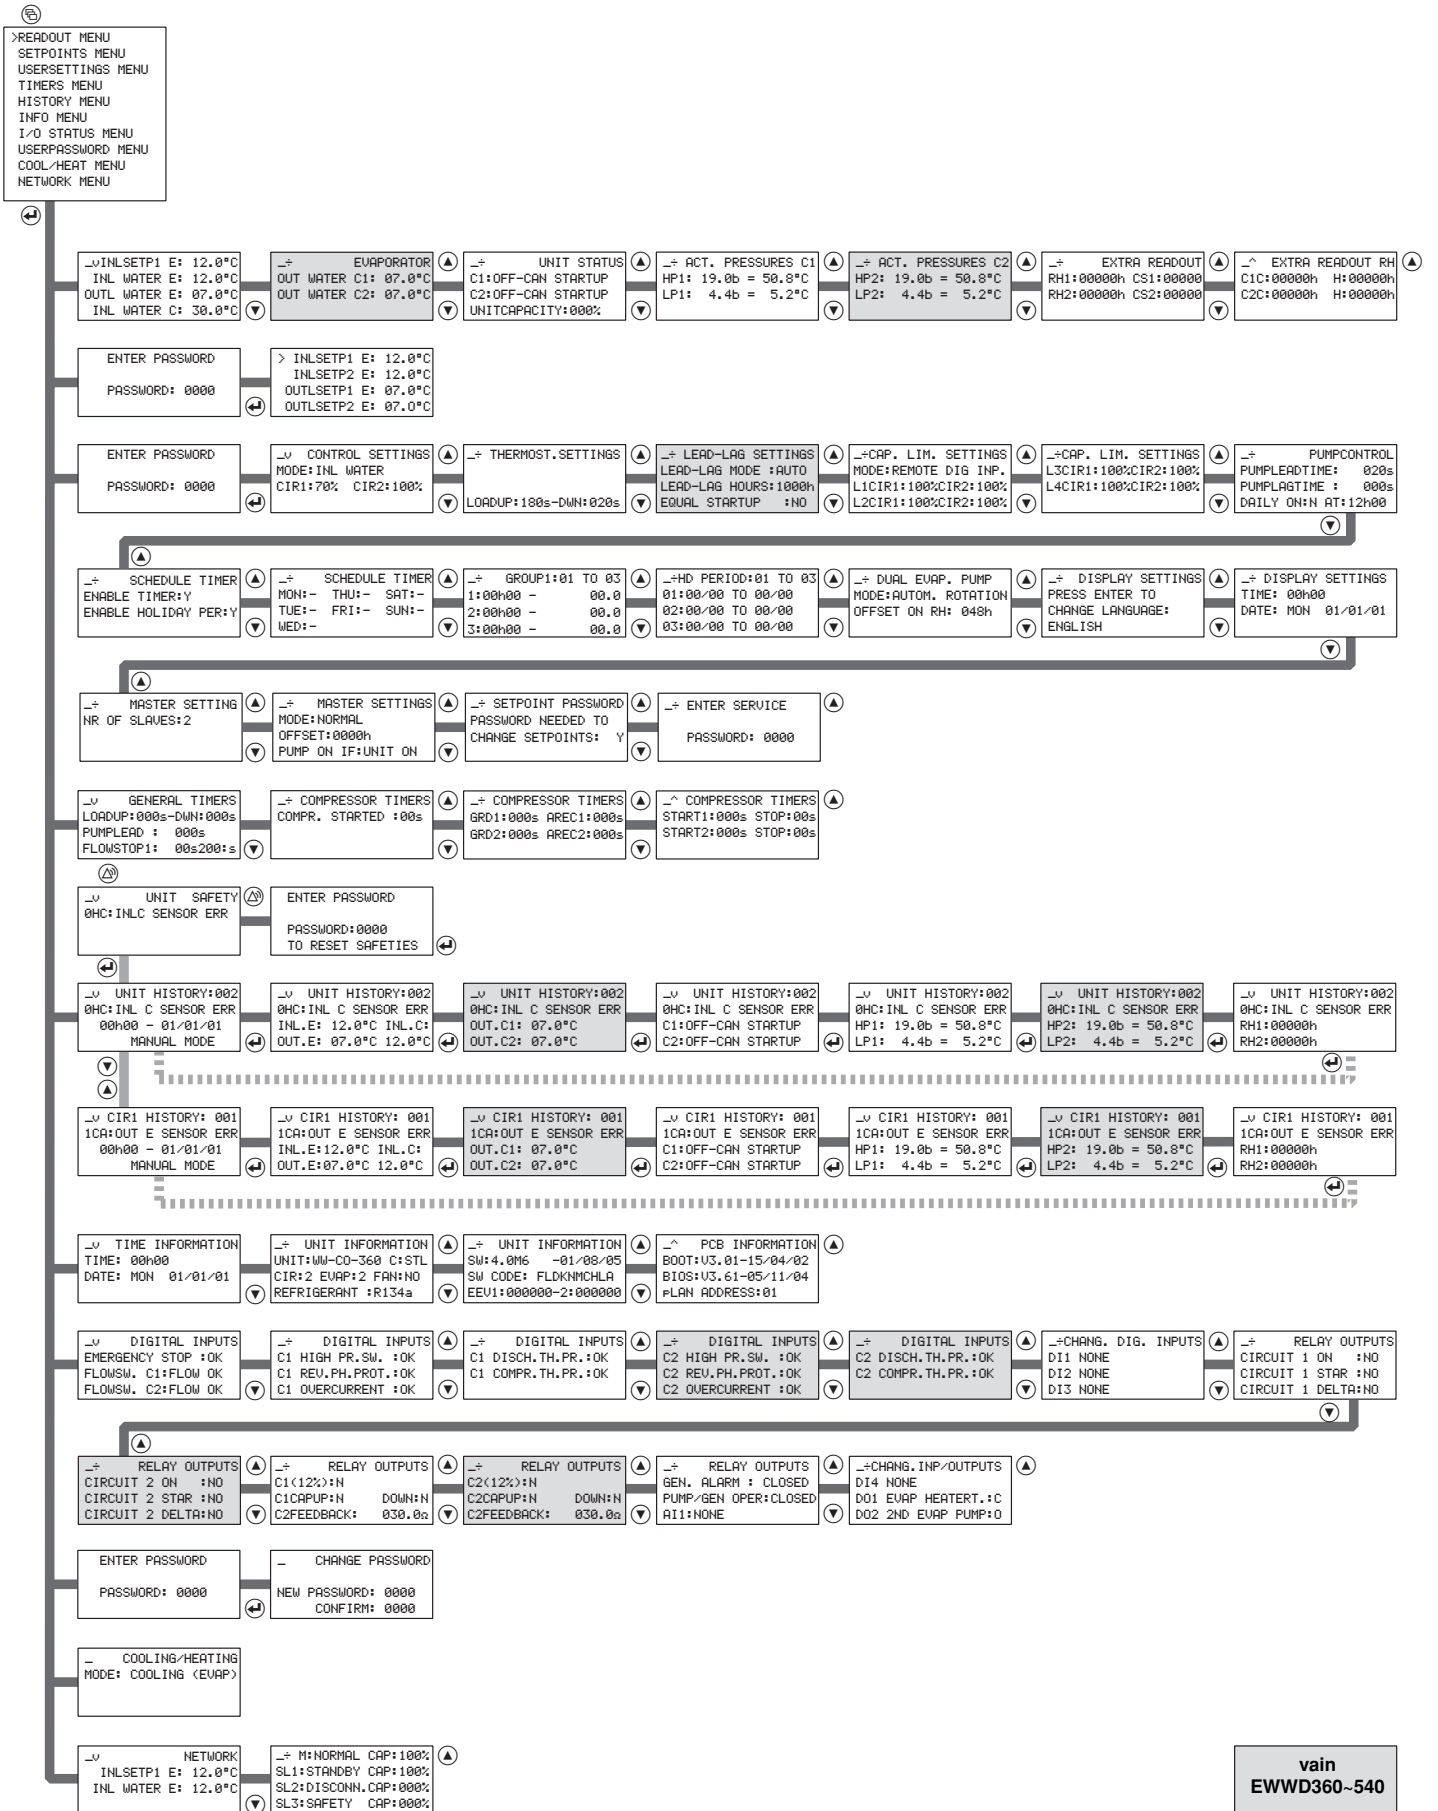 >READOUT MENU
SETPOINTS MENU
USERSETTINGS MENU
TIMERS MENU
HISTORY MENU
INFO MENU
I/O STATUS MENU
USERPASSWORD MENU
COOL/HEAT MENU
NETWORK MENU
_vINLSETP1 E: 12.0°C
INL WATER E: 12.0°C
OUTL WATER E: 07.0°C
INL WATER C: 30.0°C
_÷ EVAPORATOR
OUT WATER C1: 07.0°C
OUT WATER C2: 07.0°C
_÷ UNIT STATUS
C1:OFF-CAN STARTUP
C2:OFF-CAN STARTUP
UNITCAPACITY:000%
_÷ ACT. PRESSURES C1
HP1: 19.0b = 50.8°C
LP1: 4.4b = 5.2°C
_÷ ACT. PRESSURES C2
HP2: 19.0b = 50.8°C
LP2: 4.4b = 5.2°C
_÷ EXTRA READOUT
RH1:00000h CS1:00000
RH2:00000h CS2:00000
_^ EXTRA READOUT RH
C1C:00000h H:00000h
C2C:00000h H:00000h
ENTER PASSWORD
PASSWORD: 0000
> INLSETP1 E: 12.0°C
INLSETP2 E: 12.0°C
OUTLSETP1 E: 07.0°C
OUTLSETP2 E: 07.0°C
ENTER PASSWORD
PASSWORD: 0000
_v CONTROL SETTINGS
MODE:INL WATER
CIR1:70% CIR2:100%
_÷ THERMOST.SETTINGS
LOADUP:180s-DWN:020s
_÷ LEAD-LAG SETTINGS
LEAD-LAG MODE :AUTO
LEAD-LAG HOURS:1000h
EQUAL STARTUP :NO
_÷CAP. LIM. SETTINGS
MODE:REMOTE DIG INP.
L1CIR1:100%CIR2:100%
L2CIR1:100%CIR2:100%
_÷CAP. LIM. SETTINGS
L3CIR1:100%CIR2:100%
L4CIR1:100%CIR2:100%
_÷ PUMPCONTROL
PUMPLEADTIME: 020s
PUMPLAGTIME : 000s
DAILY ON:N AT:12h00
_÷ SCHEDULE TIMER
ENABLE TIMER:Y
ENABLE HOLIDAY PER:Y
_÷ SCHEDULE TIMER
MON:- THU:- SAT:-
TUE:- FRI:- SUN:-
WED:-
_÷ GROUP1:01 TO 03
1:00h00 - 00.0
2:00h00 - 00.0
3:00h00 - 00.0
_÷HD PERIOD:01 TO 03
01:00/00 TO 00/00
02:00/00 TO 00/00
03:00/00 TO 00/00
_÷ DUAL EVAP. PUMP
MODE:AUTOM. ROTATION
OFFSET ON RH: 048h
_÷ DISPLAY SETTINGS
PRESS ENTER TO
CHANGE LANGUAGE:
ENGLISH
_÷ DISPLAY SETTINGS
TIME: 00h00
DATE: MON 01/01/01
_÷ MASTER SETTING
NR OF SLAVES:2
_÷ MASTER SETTINGS
MODE:NORMAL
OFFSET:0000h
PUMP ON IF:UNIT ON
_÷ SETPOINT PASSWORD
PASSWORD NEEDED TO
CHANGE SETPOINTS: Y
_÷ ENTER SERVICE
PASSWORD: 0000
_v GENERAL TIMERS
LOADUP:000s-DWN:000s
PUMPLEAD : 000s
FLOWSTOP1: 00s200:s
_÷ COMPRESSOR TIMERS
COMPR. STARTED :00s
_÷ COMPRESSOR TIMERS
GRD1:000s AREC1:000s
GRD2:000s AREC2:000s
_^ COMPRESSOR TIMERS
START1:000s STOP:00s
START2:000s STOP:00s
_v UNIT SAFETY
0HC:INLC SENSOR ERR
ENTER PASSWORD
PASSWORD:0000
TO RESET SAFETIES
_v UNIT HISTORY:002
0HC:INL C SENSOR ERR
00h00 - 01/01/01
MANUAL MODE
_v UNIT HISTORY:002
0HC:INL C SENSOR ERR
INL.E: 12.0°C INL.C:
OUT.E: 07.0°C 12.0°C
_v UNIT HISTORY:002
0HC:INL C SENSOR ERR
OUT.C1: 07.0°C
OUT.C2: 07.0°C
_v UNIT HISTORY:002
0HC:INL C SENSOR ERR
C1:OFF-CAN STARTUP
C2:OFF-CAN STARTUP
_v UNIT HISTORY:002
0HC:INL C SENSOR ERR
HP1: 19.0b = 50.8°C
LP1: 4.4b = 5.2°C
_v UNIT HISTORY:002
0HC:INL C SENSOR ERR
HP2: 19.0b = 50.8°C
LP2: 4.4b = 5.2°C
_v UNIT HISTORY:002
0HC:INL C SENSOR ERR
RH1:00000h
RH2:00000h
_v CIR1 HISTORY: 001
1CA:OUT E SENSOR ERR
00h00 - 01/01/01
MANUAL MODE
_v CIR1 HISTORY: 001
1CA:OUT E SENSOR ERR
INL.E:12.0°C INL.C:
OUT.E:07.0°C 12.0°C
_v CIR1 HISTORY: 001
1CA:OUT E SENSOR ERR
OUT.C1: 07.0°C
OUT.C2: 07.0°C
_v CIR1 HISTORY: 001
1CA:OUT E SENSOR ERR
C1:OFF-CAN STARTUP
C2:OFF-CAN STARTUP
_v CIR1 HISTORY: 001
1CA:OUT E SENSOR ERR
HP1: 19.0b = 50.8°C
LP1: 4.4b = 5.2°C
_v CIR1 HISTORY: 001
1CA:OUT E SENSOR ERR
HP2: 19.0b = 50.8°C
LP2: 4.4b = 5.2°C
_v CIR1 HISTORY: 001
1CA:OUT E SENSOR ERR
RH1:00000h
RH2:00000h
_v TIME INFORMATION
TIME: 00h00
DATE: MON 01/01/01
_÷ UNIT INFORMATION
UNIT:WW-CO-360 C:STL
CIR:2 EVAP:2 FAN:NO
REFRIGERANT :R134a
_÷ UNIT INFORMATION
SW:4.0M6 -01/08/05
SW CODE: FLDKNMCHLA
EEV1:000000-2:000000
_^ PCB INFORMATION
BOOT:V3.01-15/04/02
BIOS:V3.61-05/11/04
pLAN ADDRESS:01
_v DIGITAL INPUTS
EMERGENCY STOP :OK
FLOWSW. C1:FLOW OK
FLOWSW. C2:FLOW OK
_÷ DIGITAL INPUTS
C1 HIGH PR.SW. :OK
C1 REV.PH.PROT.:OK
C1 OVERCURRENT :OK
_÷ DIGITAL INPUTS
C1 DISCH.TH.PR.:OK
C1 COMPR.TH.PR.:OK
_÷ DIGITAL INPUTS
C2 HIGH PR.SW. :OK
C2 REV.PH.PROT.:OK
C2 OVERCURRENT :OK
_÷ DIGITAL INPUTS
C2 DISCH.TH.PR.:OK
C2 COMPR.TH.PR.:OK
_÷CHANG. DIG. INPUTS
DI1 NONE
DI2 NONE
DI3 NONE
_÷ RELAY OUTPUTS
CIRCUIT 1 ON :NO
CIRCUIT 1 STAR :NO
CIRCUIT 1 DELTA:NO
_÷ RELAY OUTPUTS
CIRCUIT 2 ON :NO
CIRCUIT 2 STAR :NO
CIRCUIT 2 DELTA:NO
_÷ RELAY OUTPUTS
C1(12%):N
C1CAPUP:N DOWN:N
C2FEEDBACK: 030.0Ω
_÷ RELAY OUTPUTS
C2(12%):N
C2CAPUP:N DOWN:N
C2FEEDBACK: 030.0Ω
_÷ RELAY OUTPUTS
GEN. ALARM : CLOSED
PUMP/GEN OPER:CLOSED
AI1:NONE
_÷CHANG.INP/OUTPUTS
DI4 NONE
DO1 EVAP HEATERT.:C
DO2 2ND EVAP PUMP:O
ENTER PASSWORD
PASSWORD: 0000
_ CHANGE PASSWORD
NEW PASSWORD: 0000
CONFIRM: 0000
_ COOLING/HEATING
MODE: COOLING (EVAP)
_v NETWORK
INLSETP1 E: 12.0°C
INL WATER E: 12.0°C
_÷ M:NORMAL CAP:100%
SL1:STANDBY CAP:100%
SL2:DISCONN.CAP:000%
SL3:SAFETY CAP:000%
vain
EWWD360~540